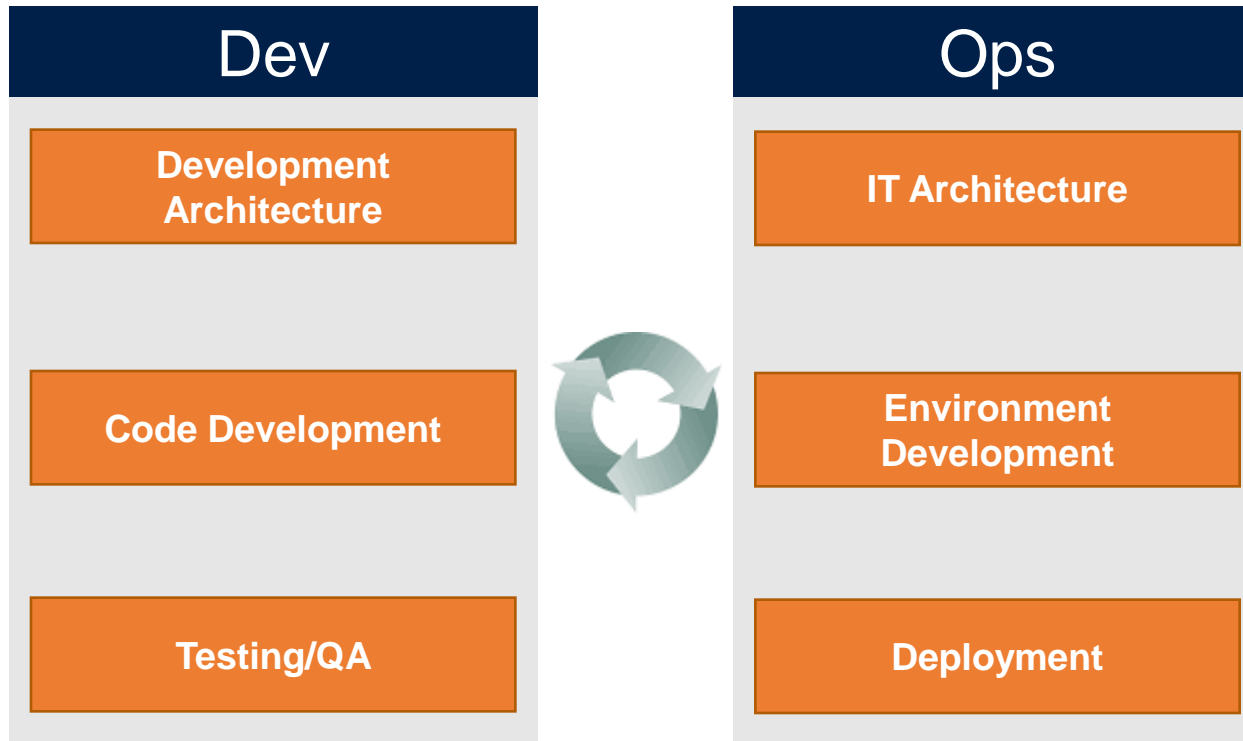 Dev
Development
Architecture
Code Development
Testing/QA
Ops
IT Architecture
Environment
Development
Deployment